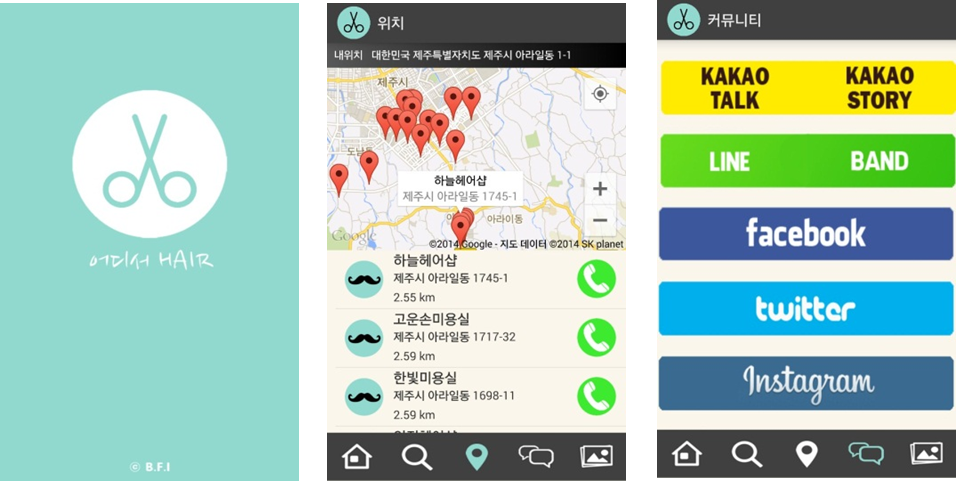 어디서 HAIR
© B.F.I
위치
내위치 대한민국 제주특별자치도 제주시 아라일동 1-1
제주시
도남동
하늘헤어샵
제주시 아라일동 1745-1
+
−
아라이동
Google
©2014 Google - 지도 데이터 ©2014 SK planet
하늘헤어샵
제주시 아라일동 1745-1
2.55 km
고운손미용실
제주시 아라일동 1717-32
2.59 km
한빛미용실
제주시 아라일동 1698-11
2.59 km
커뮤니티
KAKAO TALK
KAKAO STORY
LINE
BAND
facebook
twitter
Instagram